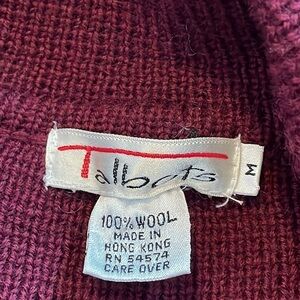 Talbots
M
100% WOOL
MADE IN
HONG KONG
RN 54574
CARE OVER